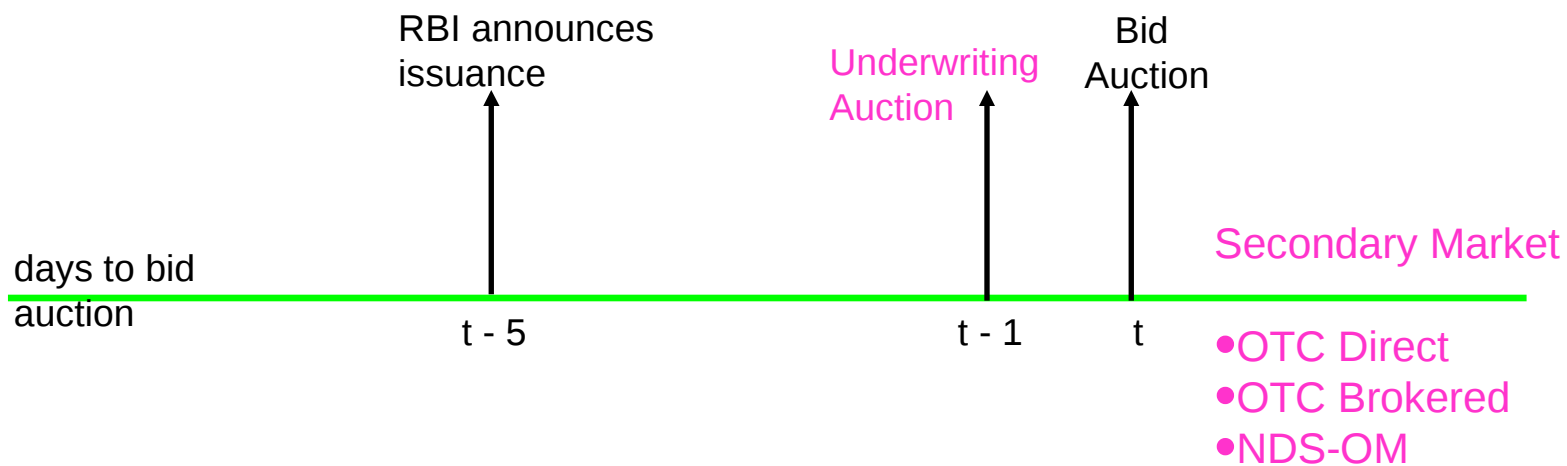 RBI announces
issuance
Underwriting
Auction
Bid
Auction
Secondary Market
days to bid
auction
t - 5
t - 1
t
•OTC Direct
•OTC Brokered
•NDS-OM